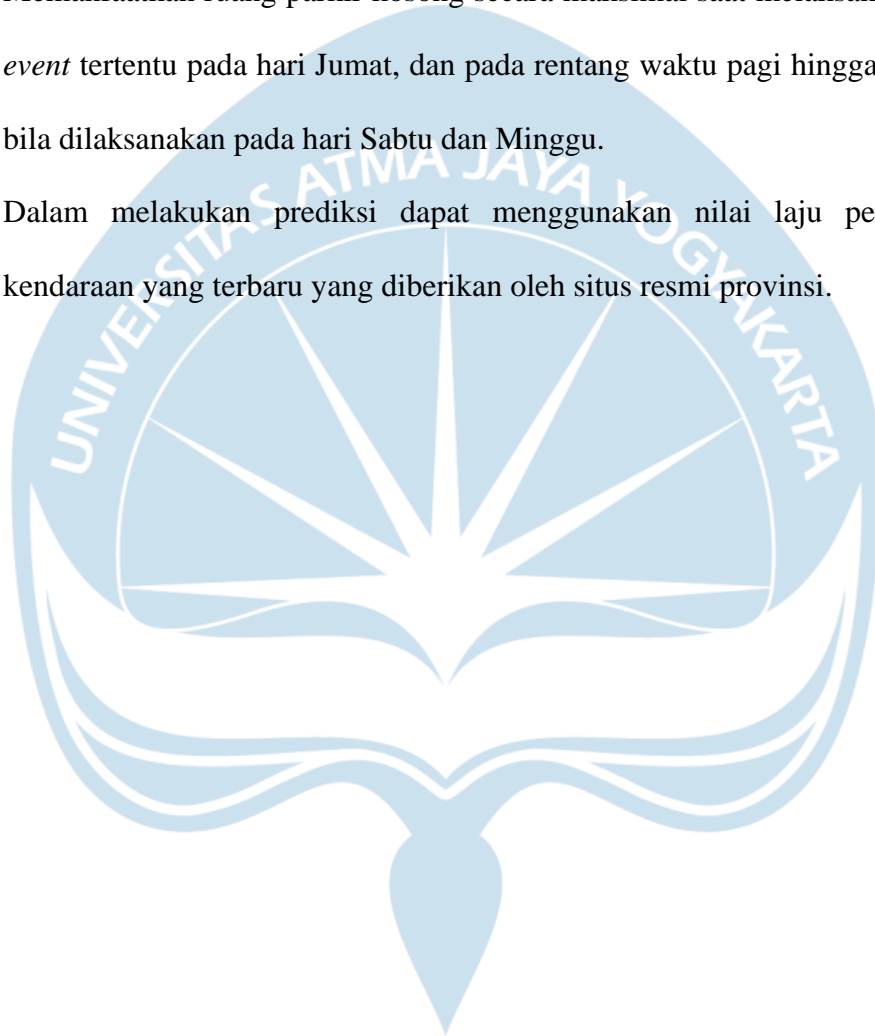 event tertentu pada hari Jumat, dan pada rentang waktu pagi hingga
bila dilaksanakan pada hari Sabtu dan Minggu.
UNIVERSITAS ATMA JAYA YOGYAKARTA
Dalam melakukan prediksi dapat menggunakan nilai laju pe
kendaraan yang terbaru yang diberikan oleh situs resmi provinsi.